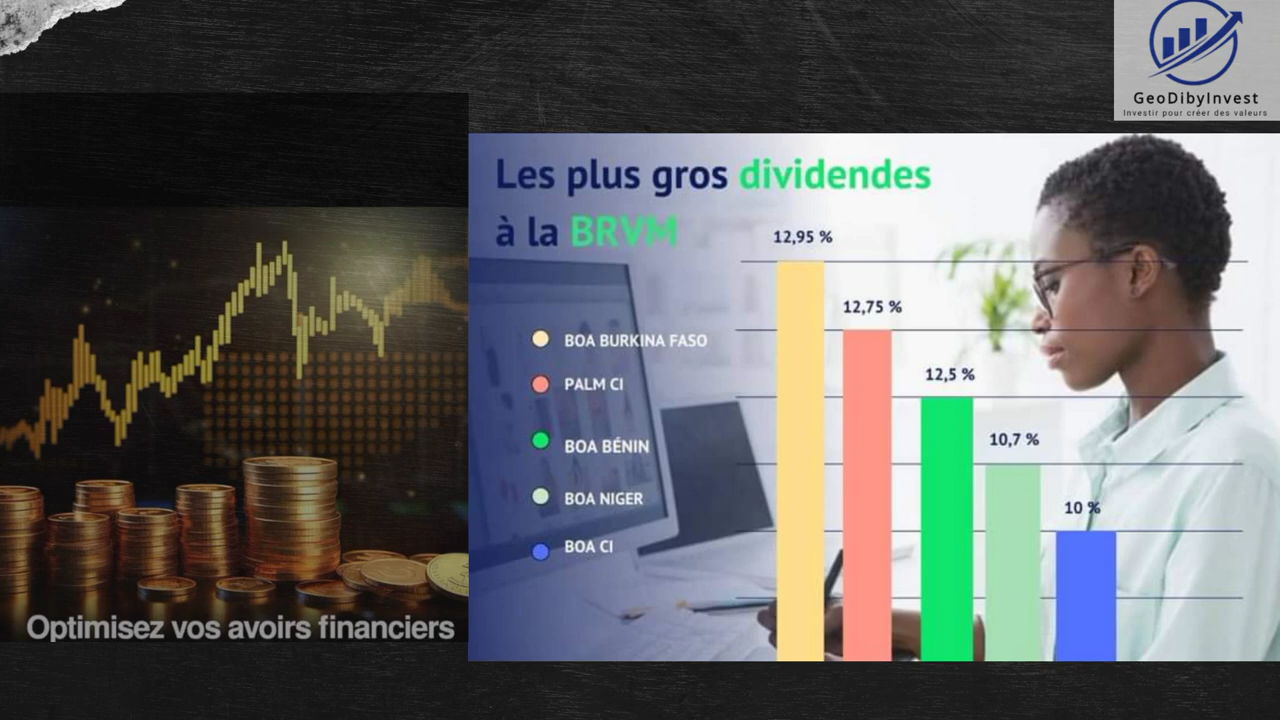 GeoDibyInvest
Investir pour créer des valeurs
Les plus gros dividendes
à la BRVM
12,95 %
12,75 %
12,5 %
10,7 %
10 %
BOA BURKINA FASO
PALM CI
BOA BÉNIN
BOA NIGER
BOA CI
Optimisez vos avoirs financiers